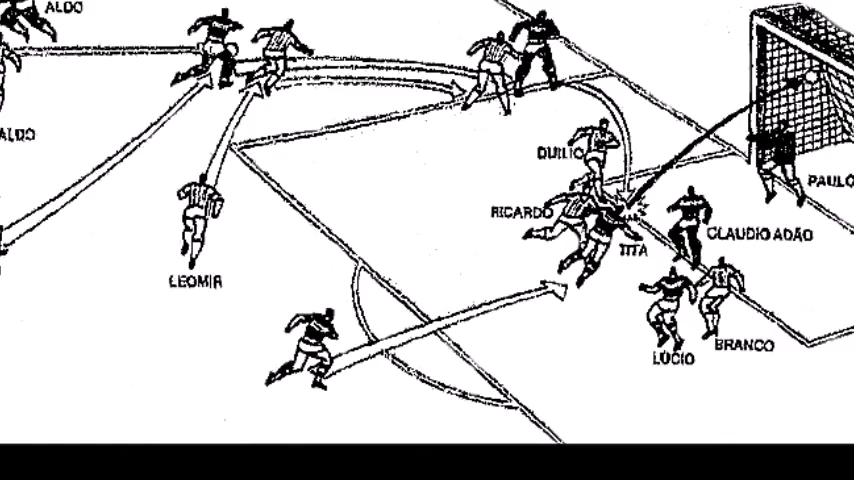 ALDO
ALDO
DUILIO
PAULO
RICARDO
TITA
CLAUDIO ADÃO
LEOMIR
BRANCO
LÚCIO